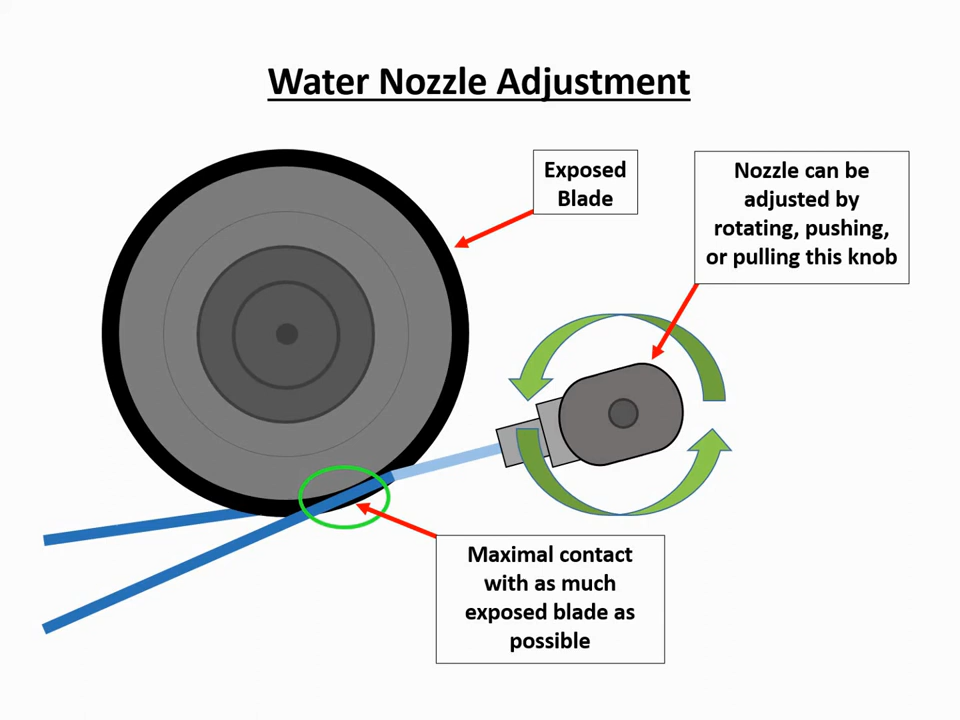 Water Nozzle Adjustment
Exposed
Blade
Nozzle can be
adjusted by
rotating, pushing,
or pulling this knob
Maximal contact
with as much
exposed blade as
possible